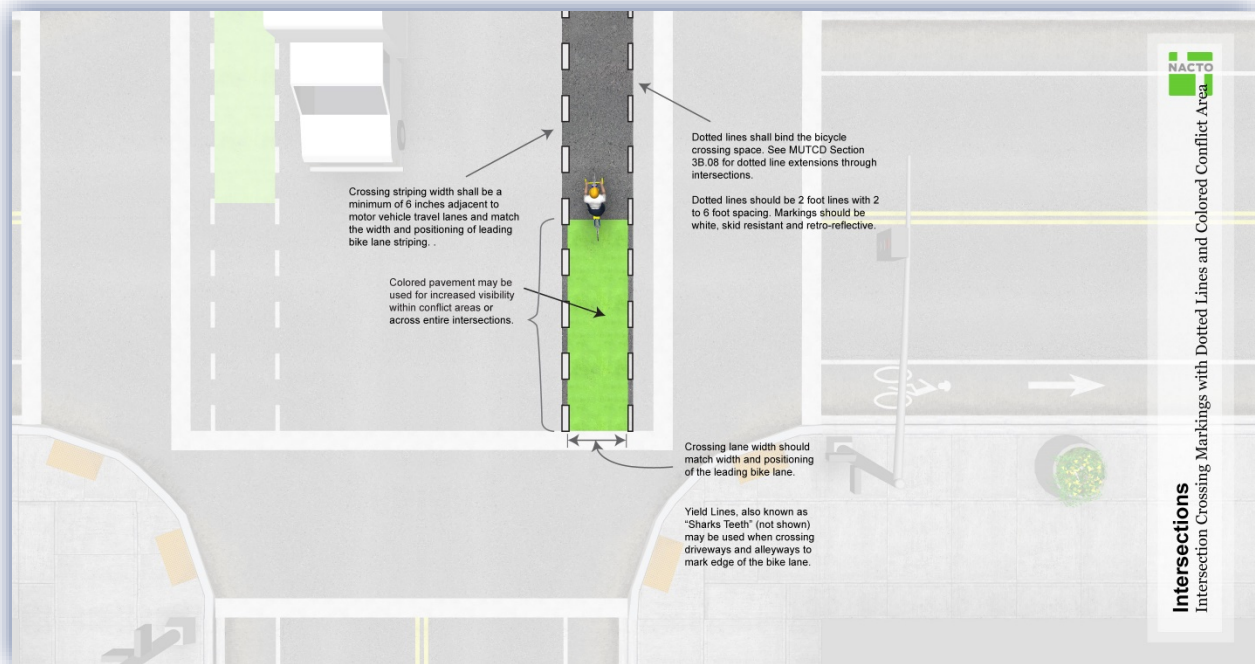 NACTO
Dotted lines shall bind the bicycle
crossing space. See MUTCD Section
3B.08 for dotted line extensions through
intersections.
Dotted lines should be 2 foot lines with 2
to 6 foot spacing. Markings should be
white, skid resistant and retro-reflective.
Crossing striping width shall be a
minimum of 6 inches adjacent to
motor vehicle travel lanes and match
the width and positioning of leading
bike lane striping. .
Colored pavement may be
used for increased visibility
within conflict areas or
across entire intersections.
Crossing lane width should
match width and positioning
of the leading bike lane.
Yield Lines, also known as
“Sharks Teeth” (not shown)
may be used when crossing
driveways and alleyways to
mark edge of the bike lane.
Intersections
Intersection Crossing Markings with Dotted Lines and Colored Conflict Area